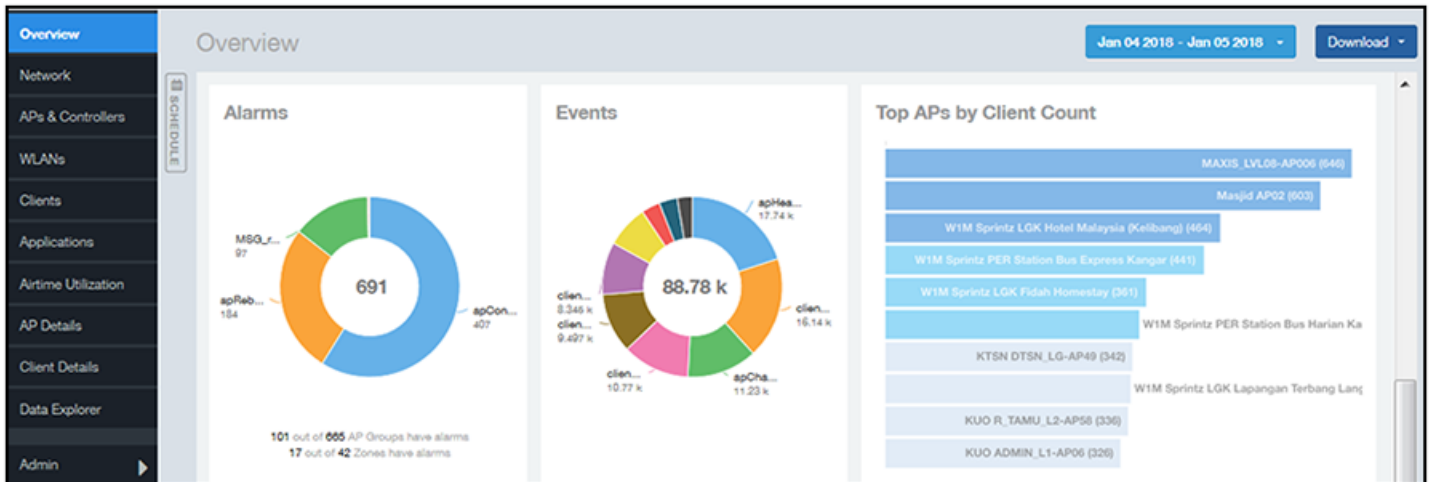 Overview
Network
APs & Controllers
WLANs
Clients
Applications
Airtime Utilization
AP Details
Client Details
Data Explorer
Admin
Overview
Jan 04 2018 - Jan 05 2018
Download
SCHEDULE
Alarms
MSG_r...
97
apReb...
184
691
apCon...
407
101 out of 665 AP Groups have alarms
17 out of 42 Zones have alarms
Events
apHea...
17.74 k
clien...
8.346 k
clien...
9.497 k
88.78 k
clien...
16.14 k
clien...
10.77 k
apCha...
11.23 k
Top APs by Client Count
MAXIS_LVL08-AP006 (646)
Masjid AP02 (603)
W1M Sprintz LGK Hotel Malaysia (Kelibang) (464)
W1M Sprintz PER Station Bus Express Kangar (441)
W1M Sprintz LGK Fidah Homestay (361)
W1M Sprintz PER Station Bus Harian Ka
KTSN DTSN_LG-AP49 (342)
W1M Sprintz LGK Lapangan Terbang Lang
KUO R_TAMU_L2-AP58 (336)
KUO ADMIN_L1-AP06 (326)